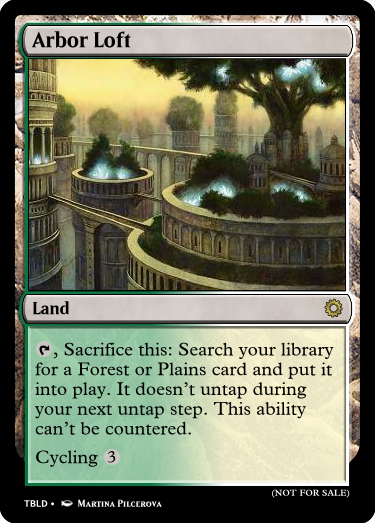 Arbor Loft
Land
, Sacrifice this: Search your library
for a Forest or Plains card and put it
into play. It doesn't untap during
your next untap step. This ability
can't be countered.
Cycling 3
(NOT FOR SALE)
TBLD • Martina Pilcerova